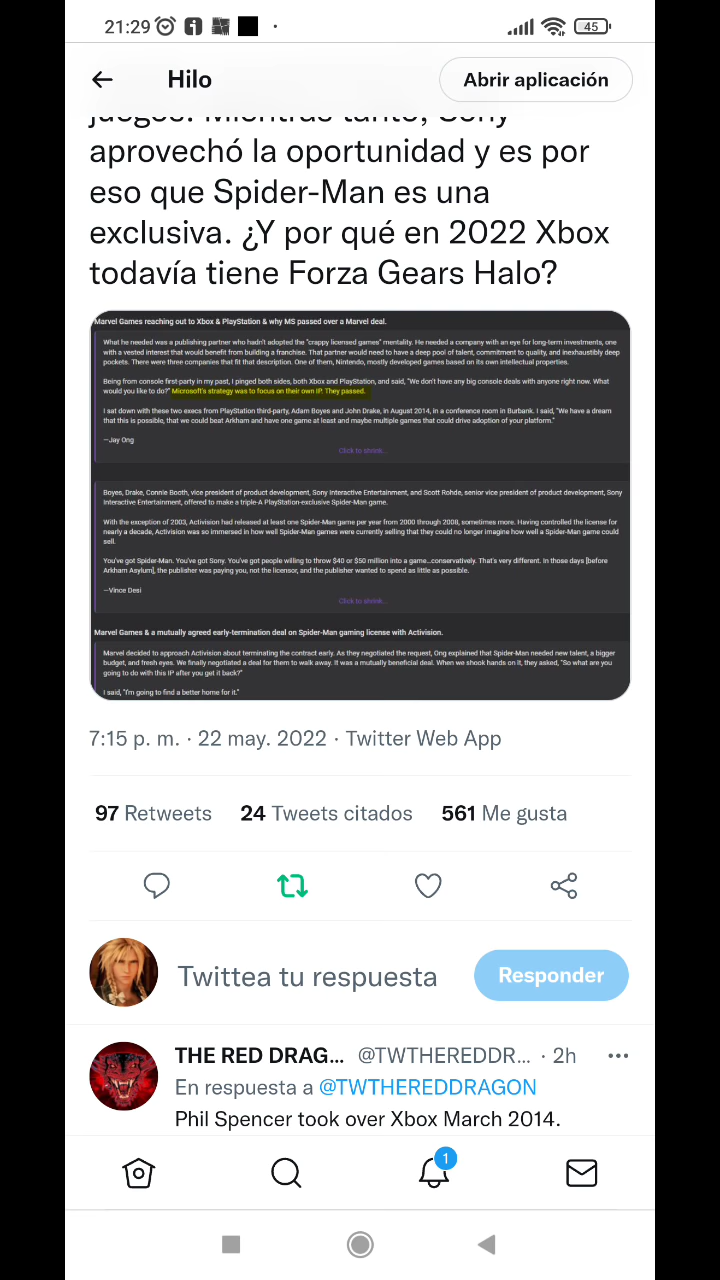 21:29
45
Hilo
Abrir aplicación
juegos. Mientras tanto, Sony
aprovechó la oportunidad y es por
eso que Spider-Man es una
exclusiva. ¿Y por qué en 2022 Xbox
todavía tiene Forza Gears Halo?
Marvel Games reaching out to Xbox & PlayStation & why MS passed over a Marvel deal.
What he needed was a publishing partner who hadn't adopted the "crappy licensed games" mentality. He needed a company with an eye for long-term investments, one
with a vested interest that would benefit from building a franchise. That partner would need to have a deep pool of talent, commitment to quality, and inexhaustibly deep
pockets. There were three companies that fit that description. One of them, Nintendo, mostly developed games based on its own intellectual properties.
Being from console first-party in my past, I pinged both sides, both Xbox and PlayStation, and said, "We don't have any big console deals with anyone right now. What
would you like to do?" Microsoft's strategy was to focus on their own IP. They passed.
I sat down with these two execs from PlayStation third-party, Adam Boyes and John Drake, in August 2014, in a conference room in Burbank. I said, "We have a dream
that this is possible, that we could beat Arkham and have one game at least and maybe multiple games that could drive adoption of your platform."
—Jay Ong
Click to shrink...
Boyes, Drake, Connie Booth, vice president of product development, Sony Interactive Entertainment, and Scott Rohde, senior vice president of product development, Sony
Interactive Entertainment, offered to make a triple-A PlayStation-exclusive Spider-Man game.
With the exception of 2003, Activision had released at least one Spider-Man game per year from 2000 through 2008, sometimes more. Having controlled the license for
nearly a decade, Activision was so immersed in how well Spider-Man games were currently selling that they could no longer imagine how well a Spider-Man game could
sell.
You've got Spider-Man. You've got Sony. You've got people willing to throw $40 or $50 million into a game...conservatively. That's very different. In those days [before
Arkham Asylum], the publisher was paying you, not the licensor, and the publisher wanted to spend as little as possible.
—Vince Desi
Click to shrink...
Marvel Games & a mutually agreed early-termination deal on Spider-Man gaming license with Activision.
Marvel decided to approach Activision about terminating the contract early. As they negotiated the request, Ong explained that Spider-Man needed new talent, a bigger
budget, and fresh eyes. We finally negotiated a deal for them to walk away. It was a mutually beneficial deal. When we shook hands on it, they asked, "So what are you
going to do with this IP after you get it back?"
I said, "I'm going to find a better home for it."
7:15 p. m. · 22 may. 2022 · Twitter Web App
97 Retweets 24 Tweets citados 561 Me gusta
Twittea tu respuesta
Responder
THE RED DRAG... @TWTHEREDDR... · 2h
En respuesta a @TWTHEREDDRAGON
Phil Spencer took over Xbox March 2014.
1